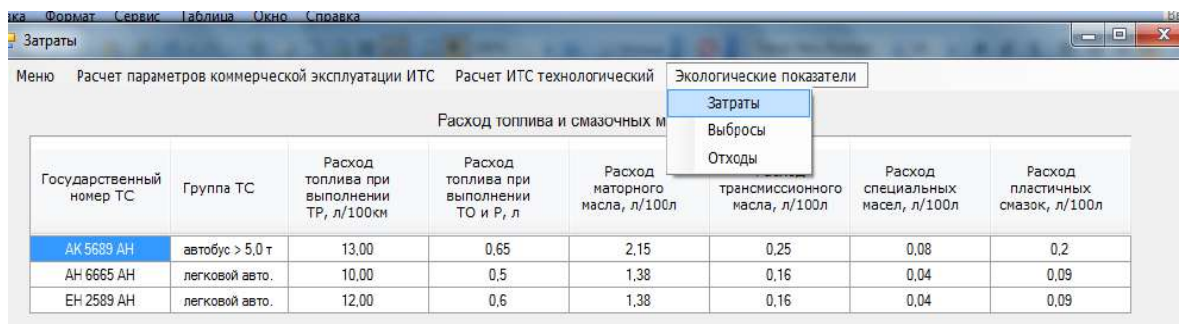 Формат Сервис Таблица Окно Справка
Затраты
Меню Расчет параметров коммерческой эксплуатации ИТС Расчет ИТС технологический Экологические показатели
Затраты
Выбросы
Отходы
Расход топлива и смазочных
Государственный
номер ТС
Группа ТС
Расход
топлива при
выполнении
ТР, л/100км
Расход
топлива при
выполнении
ТО и Р, л
Расход
маторного
масла, л/100л
трансмиссионного
масла, л/100л
Расход
специальных
масел, л/100л
Расход
пластичных
смазок, л/100л
АК 5689 АН автобус > 5,0 т 13,00 0,65 2,15 0,25 0,08 0,2
АН 6665 АН легковой авто. 10,00 0,5 1,38 0,16 0,04 0,09
ЕН 2589 АН легковой авто. 12,00 0,6 1,38 0,16 0,04 0,09